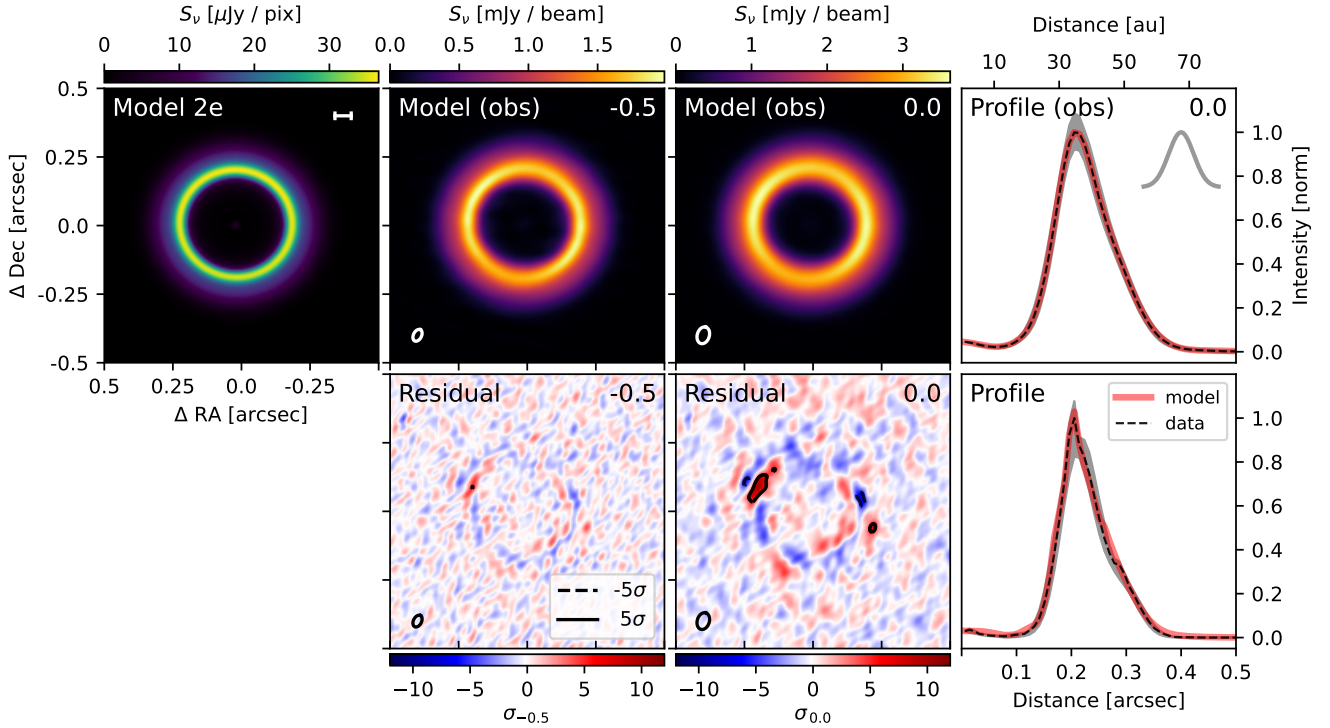 S_ν [μJy / pix]
S_ν [mJy / beam]
S_ν [mJy / beam]
Distance [au]
0 10 20 30
0.0 0.5 1.0 1.5
0 1 2 3
10 30 50 70
Model 2e
Model (obs) -0.5
Model (obs) 0.0
Profile (obs) 0.0
0.5
0.25
0.0
-0.25
-0.5
Δ Dec [arcsec]
0.5 0.25 0.0 -0.25
Δ RA [arcsec]
1.0
0.8
0.6
0.4
0.2
0.0
Intensity [norm]
Residual -0.5
-5σ
5σ
Residual 0.0
Profile
model
data
1.0
0.8
0.6
0.4
0.2
0.0
−10 −5 0 5 10
σ_{−0.5}
−10 −5 0 5 10
σ_{0.0}
0.1 0.2 0.3 0.4 0.5
Distance [arcsec]